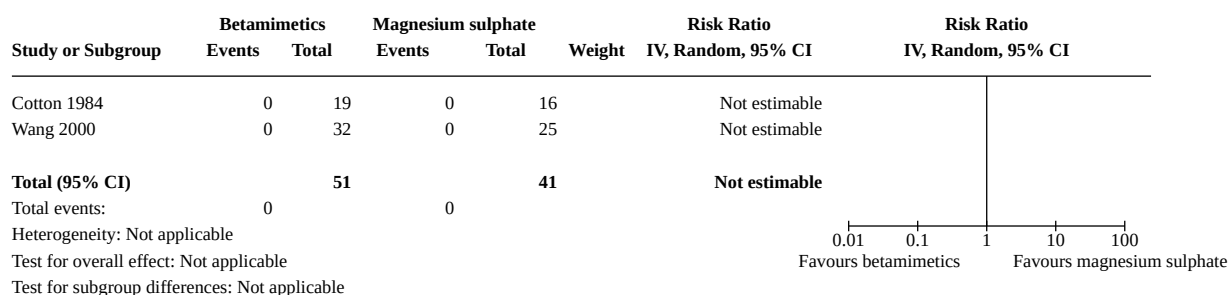 Betamimetics Magnesium sulphate Risk Ratio Risk Ratio
Study or Subgroup Events Total Events Total Weight IV, Random, 95% CI IV, Random, 95% CI
Cotton 1984 0 19 0 16 Not estimable
Wang 2000 0 32 0 25 Not estimable
Total (95% CI) 51 41 Not estimable
Total events: 0 0
Heterogeneity: Not applicable
0.01 0.1 1 10 100
Test for overall effect: Not applicable Favours betamimetics Favours magnesium sulphate
Test for subgroup differences: Not applicable